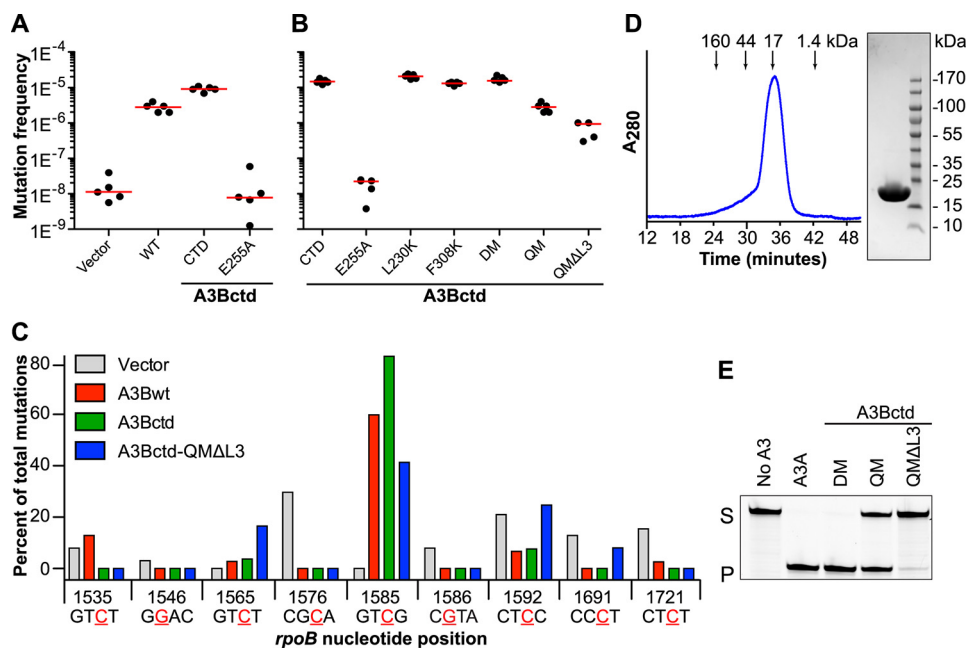 A
Mutation frequency
1E–4
1E–5
1E–6
1E–7
1E–8
1E–9
Vector
WT
CTD
E255A
A3Bctd
B
CTD
E255A
L230K
F308K
DM
QM
QMΔL3
A3Bctd
D
160 44 17 1.4 kDa
A280
12 24 30 36 42 48
Time (minutes)
kDa
170
100
55
35
25
15
10
C
Percent of total mutations
80
60
40
20
0
Vector
A3Bwt
A3Bctd
A3Bctd-QMΔL3
1535 1546 1565 1576 1585 1586 1592 1691 1721
GTCT GGAC GTCT CGCA GTCG CGTA CTCC CCCT CTCT
rpoB nucleotide position
E
A3Bctd
No A3
A3A
DM
QM
QMΔL3
S
P